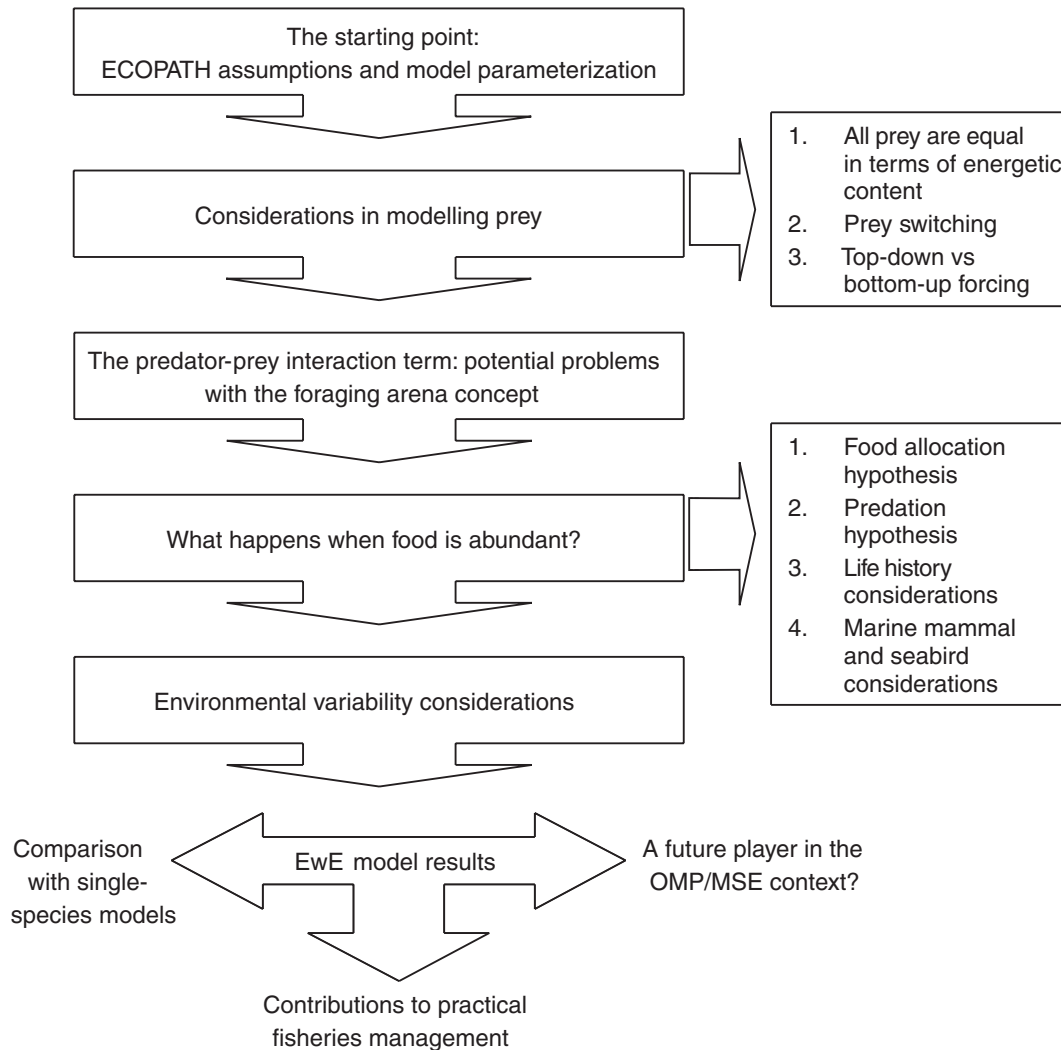 The starting point:
ECOPATH assumptions and model parameterization
Considerations in modelling prey
1. All prey are equal
in terms of energetic
content
2. Prey switching
3. Top-down vs
bottom-up forcing
The predator-prey interaction term: potential problems
with the foraging arena concept
What happens when food is abundant?
1. Food allocation
hypothesis
2. Predation
hypothesis
3. Life history
considerations
4. Marine mammal
and seabird
considerations
Environmental variability considerations
Comparison
with single-
species models
EwE model results
A future player in the
OMP/MSE context?
Contributions to practical
fisheries management